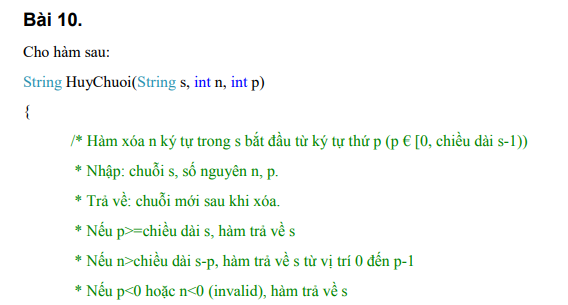 Bài 10.
Cho hàm sau:
String HuyChuoi(String s, int n, int p)
{
/* Hàm xóa n ký tự trong s bắt đầu từ ký tự thứ p (p € [0, chiều dài s-1))
* Nhập: chuỗi s, số nguyên n, p.
* Trả về: chuỗi mới sau khi xóa.
* Nếu p>=chiều dài s, hàm trả về s
* Nếu n>chiều dài s-p, hàm trả về s từ vị trí 0 đến p-1
* Nếu p<0 hoặc n<0 (invalid), hàm trả về s